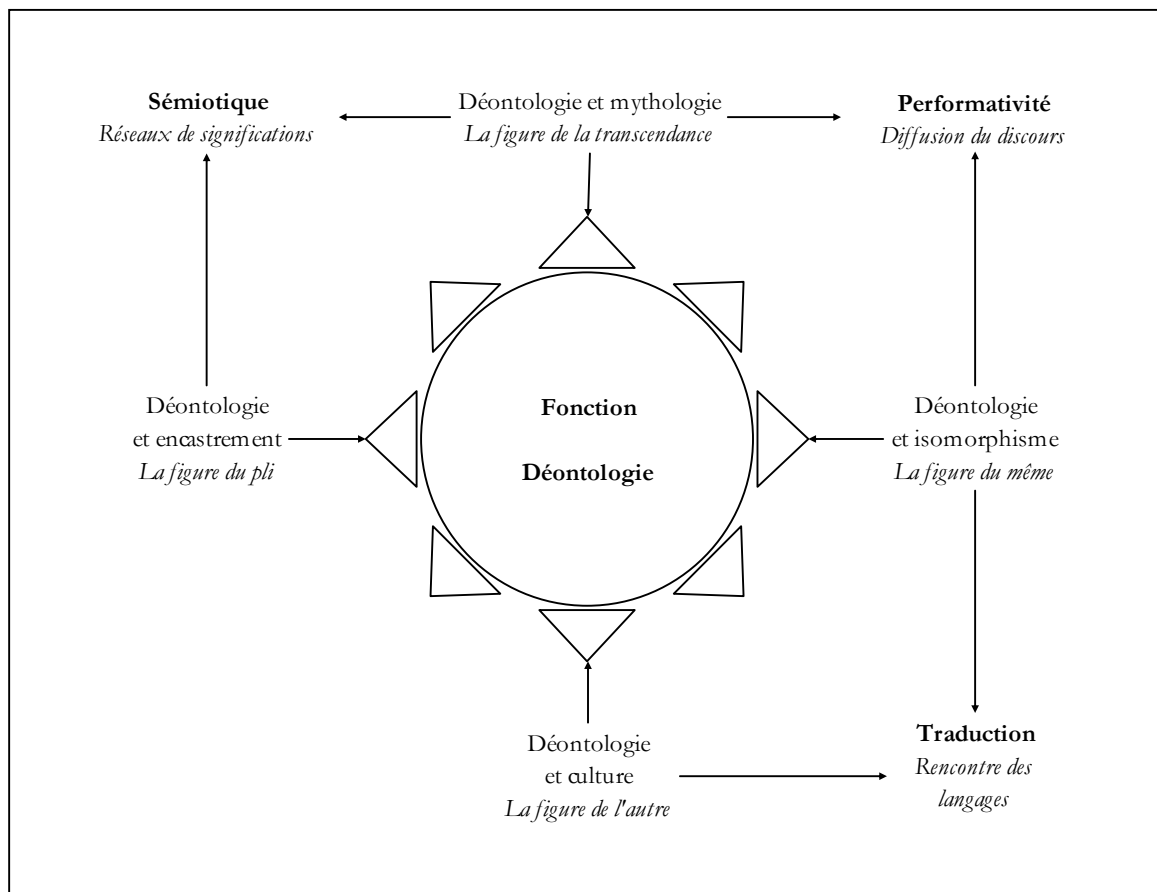 Sémiotique
Réseaux de significations
Déontologie et mythologie
La figure de la transcendance
Performativité
Diffusion du discours
Déontologie
et encastrement
La figure du pli
Fonction
Déontologie
Déontologie
et isomorphisme
La figure du même
Déontologie
et culture
La figure de l'autre
Traduction
Rencontre des
langages